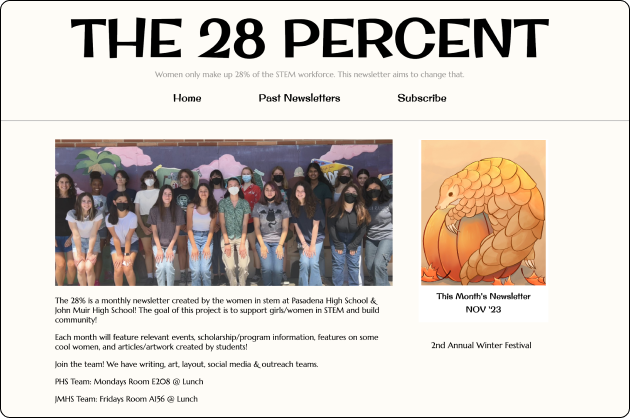 THE 28 PERCENT
Women only make up 28% of the STEM workforce. This newsletter aims to change that.
Home Past Newsletters Subscribe
The 28% is a monthly newsletter created by the women in stem at Pasadena High School &
John Muir High School! The goal of this project is to support girls/women in STEM and build
community!
Each month will feature relevant events, scholarship/program information, features on some
cool women, and articles/artwork created by students!
Join the team! We have writing, art, layout, social media & outreach teams.
PHS Team: Mondays Room E208 @ Lunch
JMHS Team: Fridays Room A156 @ Lunch
This Month's Newsletter
NOV '23
2nd Annual Winter Festival